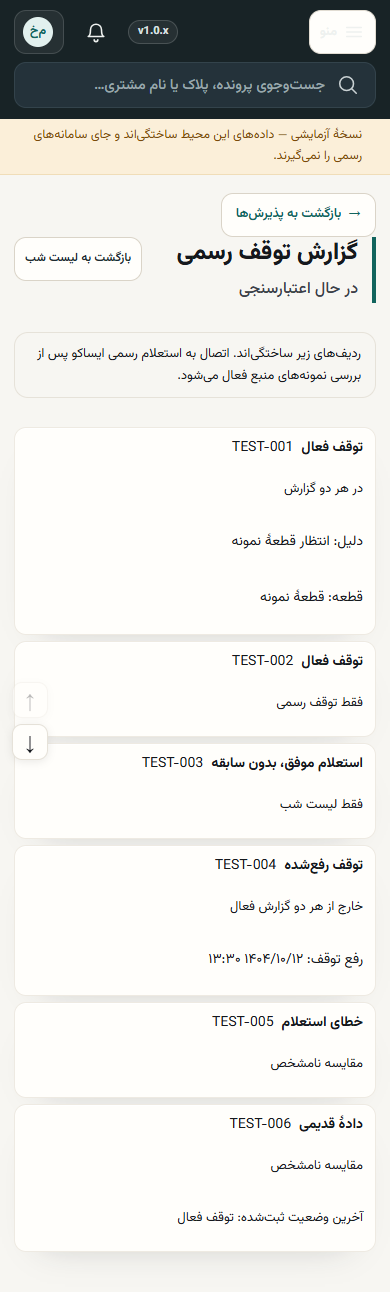 منو
v1.0.x
م‌خ
جست‌وجوی پرونده، پلاک یا نام مشتری...
نسخهٔ آزمایشی — داده‌های این محیط ساختگی‌اند و جای سامانه‌های
رسمی را نمی‌گیرند.
→ بازگشت به پذیرش‌ها
گزارش توقف رسمی
بازگشت به لیست شب
در حال اعتبارسنجی
ردیف‌های زیر ساختگی‌اند. اتصال به استعلام رسمی ایساکو پس از
بررسی نمونه‌های منبع فعال می‌شود.
توقف فعال TEST-001
در هر دو گزارش
دلیل: انتظار قطعهٔ نمونه
قطعه: قطعهٔ نمونه
توقف فعال TEST-002
فقط توقف رسمی
↑
↓
استعلام موفق، بدون سابقه TEST-003
فقط لیست شب
توقف رفع‌شده TEST-004
خارج از هر دو گزارش فعال
رفع توقف: ۱۴۰۴/۱۰/۱۲ ۱۳:۳۰
خطای استعلام TEST-005
مقایسه نامشخص
دادهٔ قدیمی TEST-006
مقایسه نامشخص
آخرین وضعیت ثبت‌شده: توقف فعال